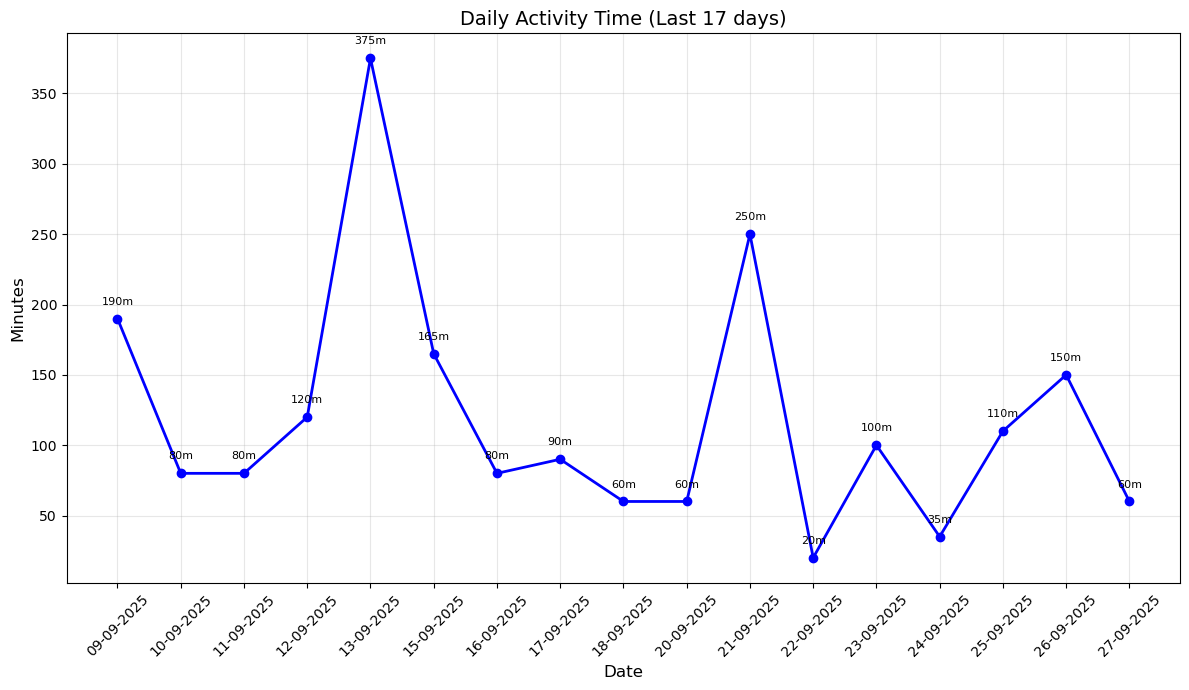 Daily Activity Time (Last 17 days)
Minutes
350
300
250
200
150
100
50
190m
80m
80m
120m
375m
165m
80m
90m
60m
60m
250m
20m
100m
35m
110m
150m
60m
09-09-2025
10-09-2025
11-09-2025
12-09-2025
13-09-2025
15-09-2025
16-09-2025
17-09-2025
18-09-2025
20-09-2025
21-09-2025
22-09-2025
23-09-2025
24-09-2025
25-09-2025
26-09-2025
27-09-2025
Date